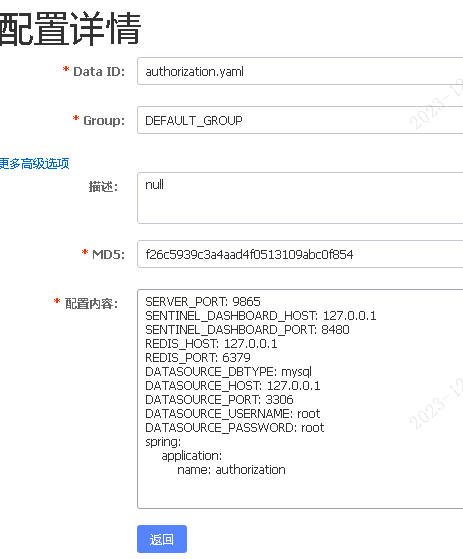 配置详情
* Data ID: authorization.yaml
* Group: DEFAULT_GROUP
更多高级选项
描述: null
* MD5: f26c5939c3a4aad4f0513109abc0f854
* 配置内容: SERVER_PORT: 9865
SENTINEL_DASHBOARD_HOST: 127.0.0.1
SENTINEL_DASHBOARD_PORT: 8480
REDIS_HOST: 127.0.0.1
REDIS_PORT: 6379
DATASOURCE_DBTYPE: mysql
DATASOURCE_HOST: 127.0.0.1
DATASOURCE_PORT: 3306
DATASOURCE_USERNAME: root
DATASOURCE_PASSWORD: root
spring:
application:
name: authorization
返回
2023-12
2023-12